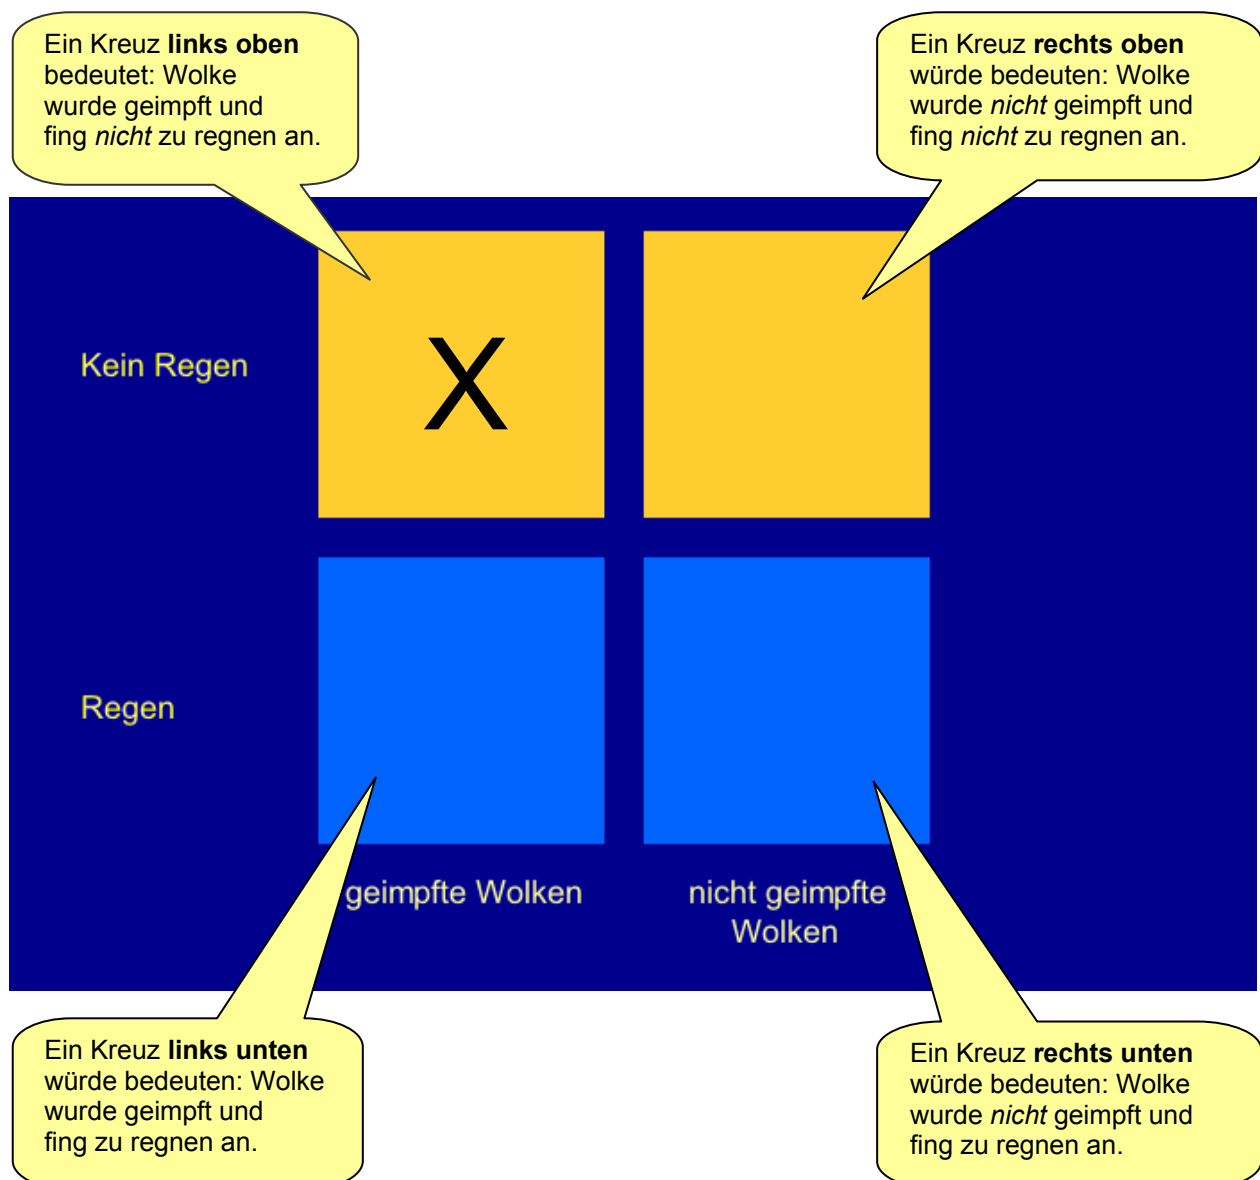 Ein Kreuz links oben
bedeutet: Wolke
wurde geimpft und
fing nicht zu regnen an.
Ein Kreuz rechts oben
würde bedeuten: Wolke
wurde nicht geimpft und
fing nicht zu regnen an.
Kein Regen
X
Regen
geimpfte Wolken
nicht geimpfte
Wolken
Ein Kreuz links unten
würde bedeuten: Wolke
wurde geimpft und
fing zu regnen an.
Ein Kreuz rechts unten
würde bedeuten: Wolke
wurde nicht geimpft und
fing zu regnen an.